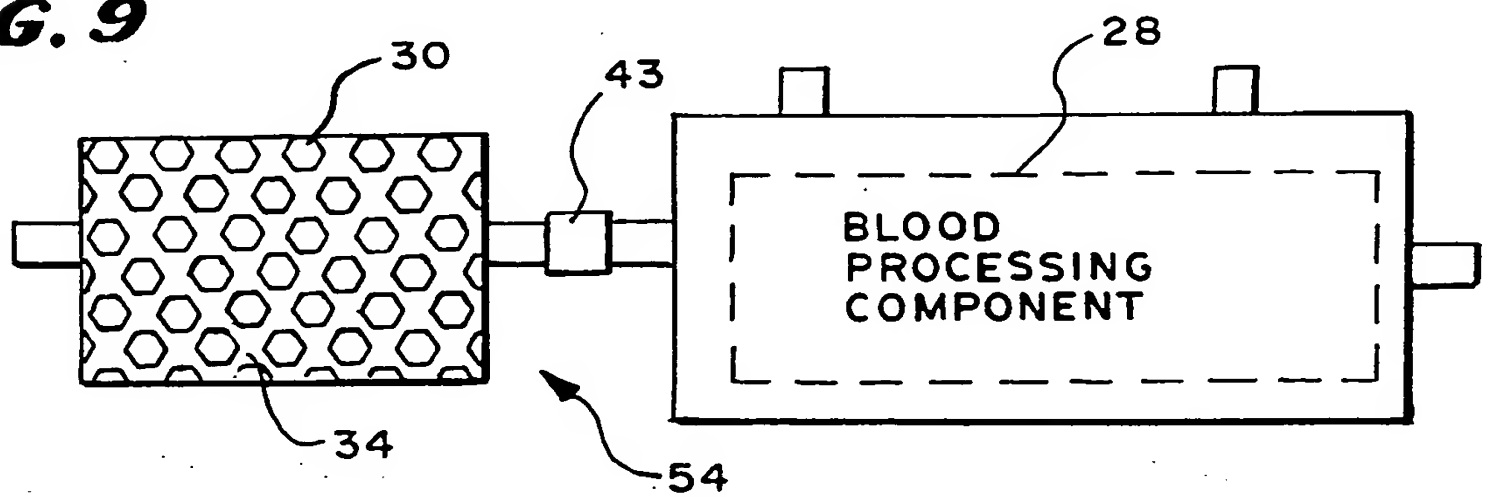 G. 9
30
43
28
BLOOD
PROCESSING
COMPONENT
34
54